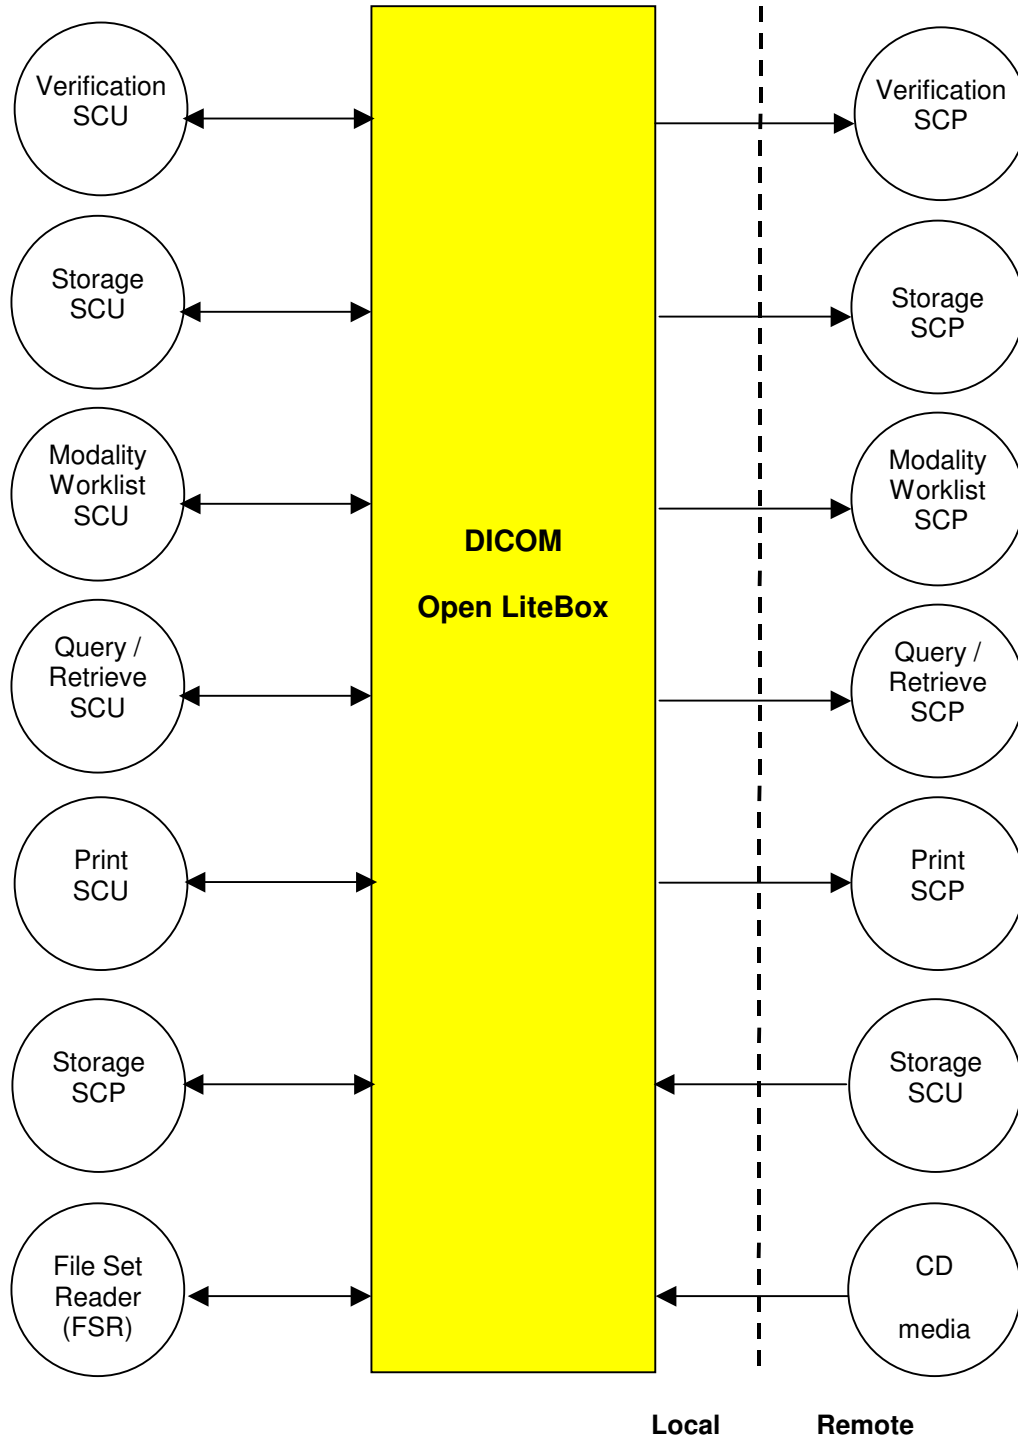 Verification
SCU
Verification
SCP
Storage
SCU
Storage
SCP
Modality
Worklist
SCU
Modality
Worklist
SCP
DICOM
Open LiteBox
Query /
Retrieve
SCU
Query /
Retrieve
SCP
Print
SCU
Print
SCP
Storage
SCP
Storage
SCU
File Set
Reader
(FSR)
CD
media
Local
Remote